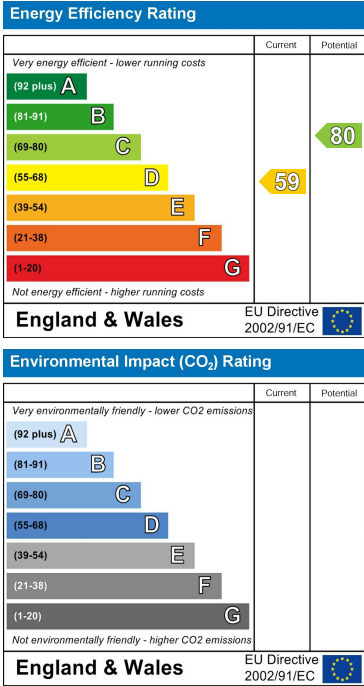 Energy Efficiency Rating
Current Potential
Very energy efficient - lower running costs
(92 plus) A
(81-91) B
80
(69-80) C
(55-68) D
59
(39-54) E
(21-38) F
(1-20) G
Not energy efficient - higher running costs
England & Wales
EU Directive
2002/91/EC
Environmental Impact (CO₂) Rating
Current Potential
Very environmentally friendly - lower CO2 emissions
(92 plus) A
(81-91) B
(69-80) C
(55-68) D
(39-54) E
(21-38) F
(1-20) G
Not environmentally friendly - higher CO2 emissions
England & Wales
EU Directive
2002/91/EC